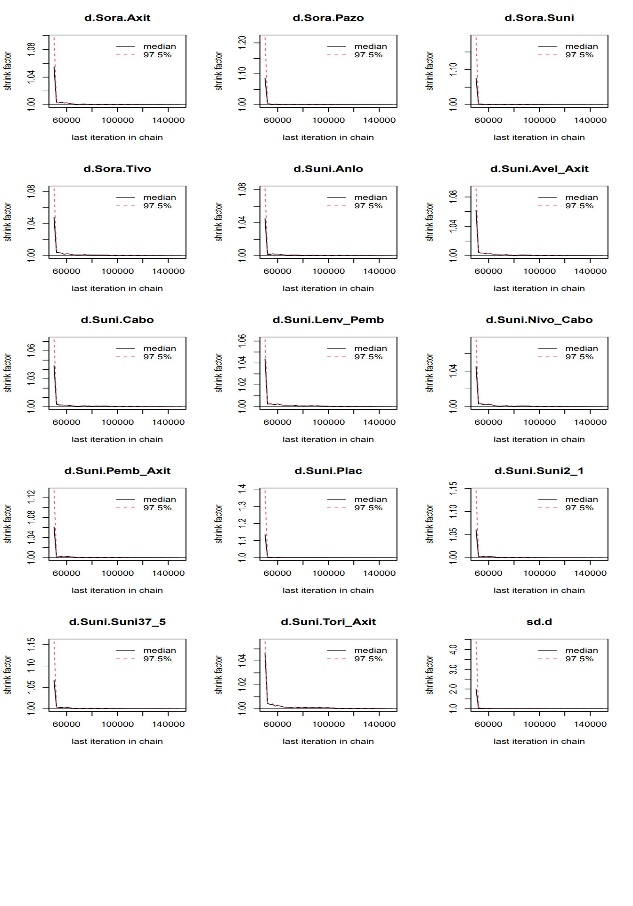 d.Sora.Axit d.Sora.Pazo d.Sora.Suni
shrink factor 1.00 1.04 1.08 median 97.5% shrink factor 1.00 1.10 1.20 median 97.5% shrink factor 1.00 1.10 median 97.5%
60000 100000 140000 60000 100000 140000 60000 100000 140000
last iteration in chain last iteration in chain last iteration in chain
d.Sora.Tivo d.Suni.Anlo d.Suni.Avel_Axit
shrink factor 1.00 1.04 1.08 median 97.5% shrink factor 1.00 1.04 1.08 median 97.5% shrink factor 1.00 1.04 1.08 median 97.5%
60000 100000 140000 60000 100000 140000 60000 100000 140000
last iteration in chain last iteration in chain last iteration in chain
d.Suni.Cabo d.Suni.Lenv_Pemb d.Suni.Nivo_Cabo
shrink factor 1.00 1.03 1.06 median 97.5% shrink factor 1.00 1.02 1.04 1.06 median 97.5% shrink factor 1.00 1.04 median 97.5%
60000 100000 140000 60000 100000 140000 60000 100000 140000
last iteration in chain last iteration in chain last iteration in chain
d.Suni.Pemb_Axit d.Suni.Plac d.Suni.Suni2_1
shrink factor 1.00 1.04 1.08 1.12 median 97.5% shrink factor 1.0 1.1 1.2 1.3 1.4 median 97.5% shrink factor 1.00 1.05 1.10 1.15 median 97.5%
60000 100000 140000 60000 100000 140000 60000 100000 140000
last iteration in chain last iteration in chain last iteration in chain
d.Suni.Suni37_5 d.Suni.Tori_Axit sd.d
shrink factor 1.00 1.05 1.10 1.15 median 97.5% shrink factor 1.00 1.02 1.04 median 97.5% shrink factor 1.0 2.0 3.0 4.0 median 97.5%
60000 100000 140000 60000 100000 140000 60000 100000 140000
last iteration in chain last iteration in chain last iteration in chain